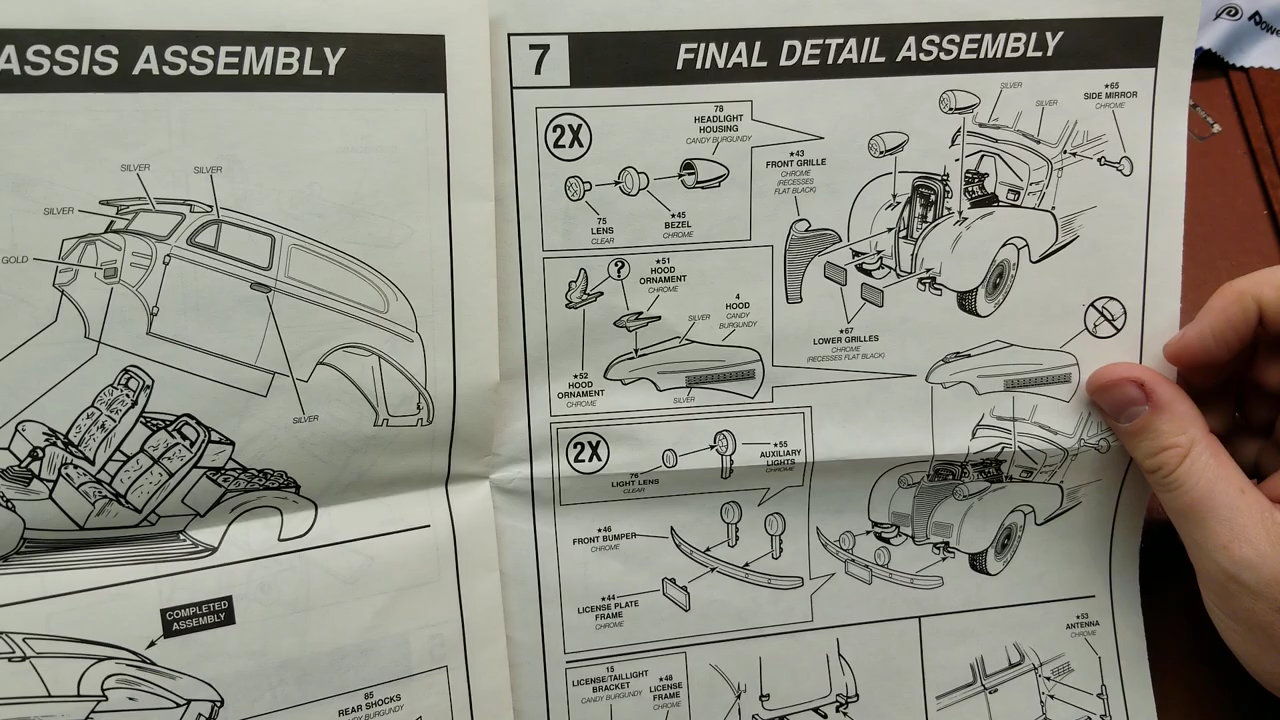 ASSIS ASSEMBLY
SILVER
SILVER
SILVER
GOLD
SILVER
COMPLETED
ASSEMBLY
85
REAR SHOCKS
CANDY BURGUNDY
7
FINAL DETAIL ASSEMBLY
2X
78
HEADLIGHT
HOUSING
CANDY BURGUNDY
75
LENS
CLEAR
★45
BEZEL
CHROME
★43
FRONT GRILLE
CHROME
(RECESSES
FLAT BLACK)
SILVER
SILVER
★65
SIDE MIRROR
CHROME
?
★51
HOOD
ORNAMENT
CHROME
4
HOOD
CANDY
BURGUNDY
SILVER
★52
HOOD
ORNAMENT
CHROME
SILVER
★67
LOWER GRILLES
CHROME
(RECESSES FLAT BLACK)
2X
★55
AUXILIARY
LIGHTS
CHROME
76
LIGHT LENS
CLEAR
★46
FRONT BUMPER
CHROME
★44
LICENSE PLATE
FRAME
CHROME
15
LICENSE/TAILLIGHT
BRACKET
CANDY BURGUNDY
★48
LICENSE
FRAME
CHROME
★53
ANTENNA
CHROME